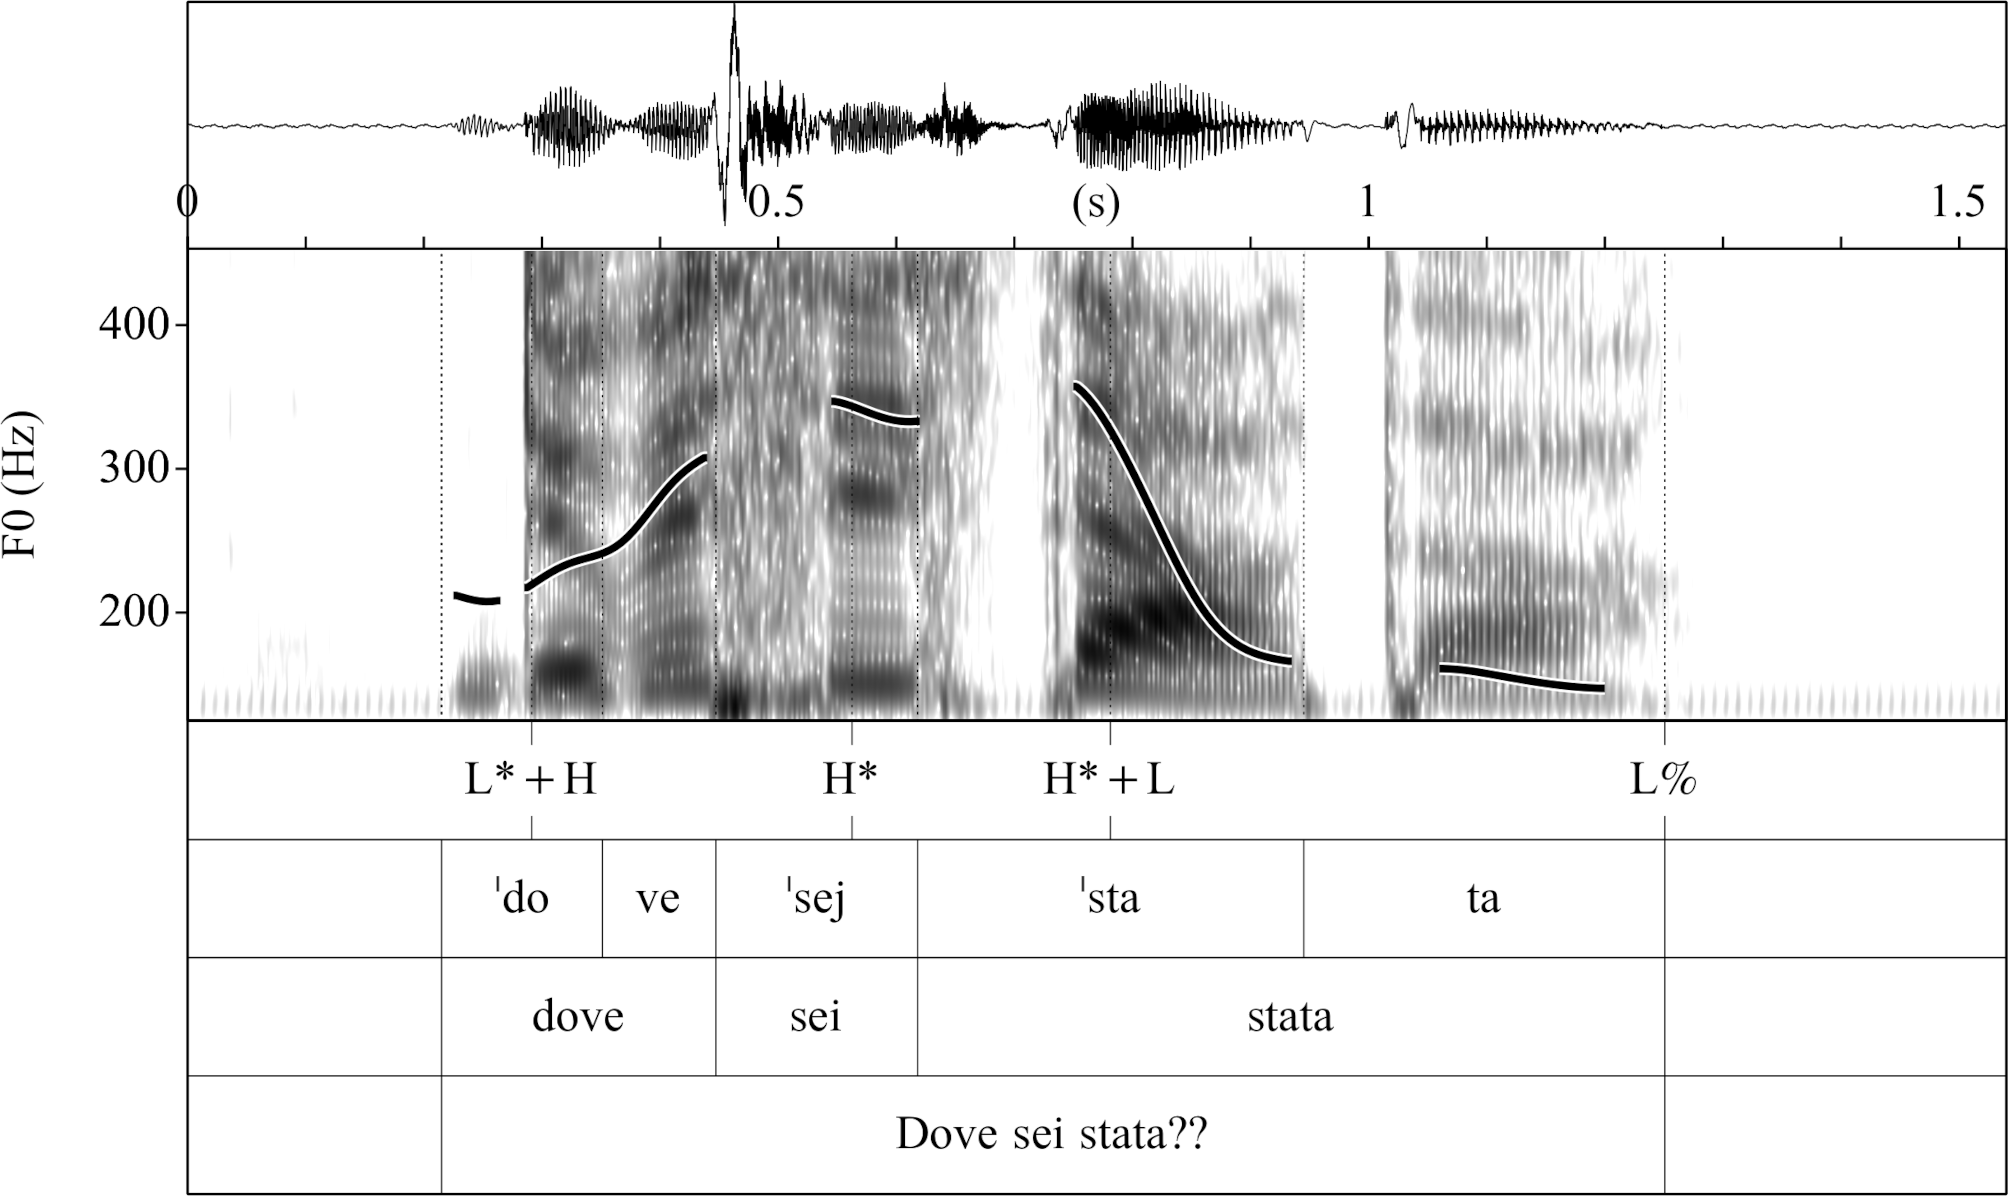 0 0.5 (s) 1 1.5
400
300
200
F0 (Hz)
L* + H H* H* + L L%
ˈdo ve ˈsej ˈsta ta
dove sei stata
Dove sei stata??